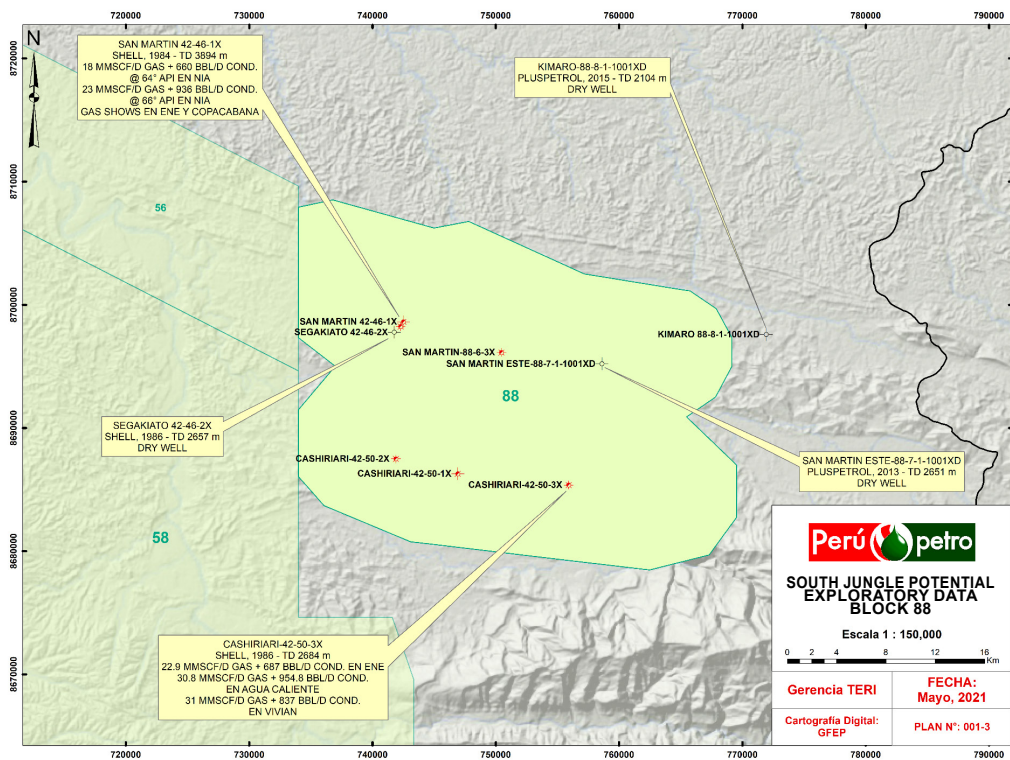 720000 730000 740000 750000 760000 770000 780000 790000
8720000
8710000
8700000
8690000
8680000
8670000
N
SAN MARTIN 42-46-1X
SHELL, 1984 - TD 3894 m
18 MMSCF/D GAS + 660 BBL/D COND.
@ 64° API EN NIA
23 MMSCF/D GAS + 936 BBL/D COND.
@ 66° API EN NIA
GAS SHOWS EN ENE Y COPACABANA
KIMARO-88-8-1-1001XD
PLUSPETROL, 2015 - TD 2104 m
DRY WELL
56
SAN MARTIN 42-46-1X
SEGAKIATO 42-46-2X
KIMARO 88-8-1-1001XD
SAN MARTIN-88-6-3X
SAN MARTIN ESTE-88-7-1-1001XD
88
SEGAKIATO 42-46-2X
SHELL, 1986 - TD 2657 m
DRY WELL
CASHIRIARI-42-50-2X
CASHIRIARI-42-50-1X
CASHIRIARI-42-50-3X
SAN MARTIN ESTE-88-7-1-1001XD
PLUSPETROL, 2013 - TD 2651 m
DRY WELL
58
CASHIRIARI-42-50-3X
SHELL, 1986 - TD 2684 m
22.9 MMSCF/D GAS + 687 BBL/D COND. EN ENE
30.8 MMSCF/D GAS + 954.8 BBL/D COND.
EN AGUA CALIENTE
31 MMSCF/D GAS + 837 BBL/D COND.
EN VIVIAN
Perú petro
SOUTH JUNGLE POTENTIAL
EXPLORATORY DATA
BLOCK 88
Escala 1 : 150,000
0 2 4 8 12 16
Km
Gerencia TERI
FECHA:
Mayo, 2021
Cartografía Digital:
GFEP
PLAN N°: 001-3
720000 730000 740000 750000 760000 770000 780000 790000